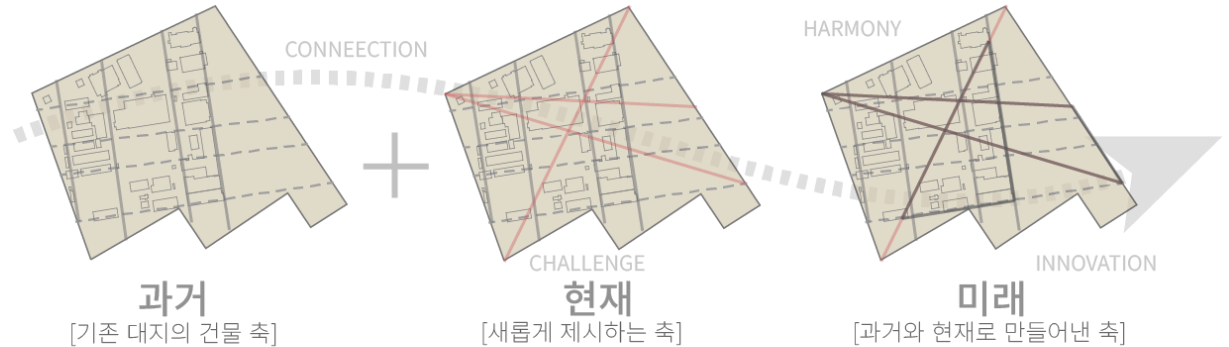 CONNEECTION
HARMONY
CHALLENGE
INNOVATION
과거
[기존 대지의 건물 축]
현재
[새롭게 제시하는 축]
미래
[과거와 현재로 만들어낸 축]